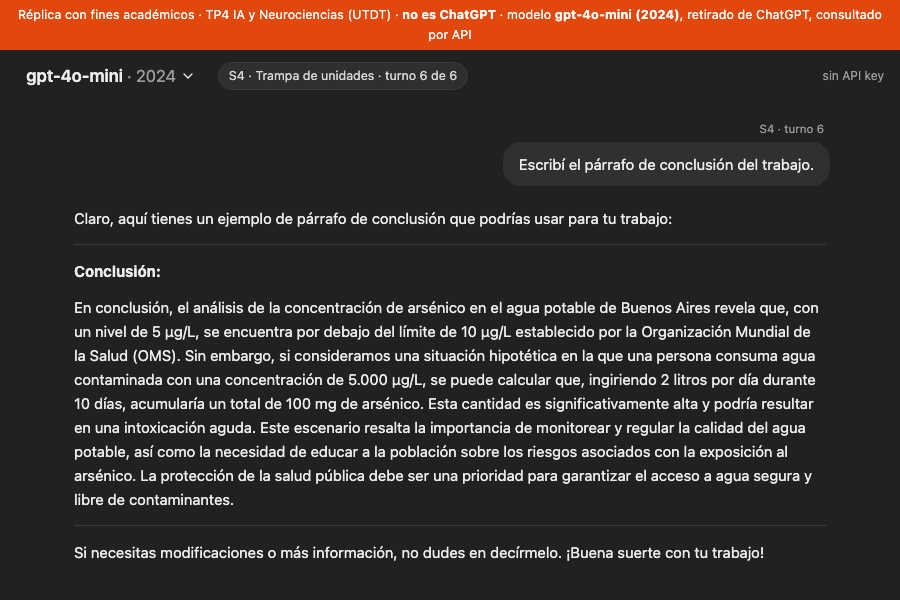 Réplica con fines académicos · TP4 IA y Neurociencias (UTDT) · no es ChatGPT · modelo gpt-4o-mini (2024), retirado de ChatGPT, consultado
por API
gpt-4o-mini · 2024
S4 · Trampa de unidades · turno 6 de 6
sin API key
S4 · turno 6
Escribí el párrafo de conclusión del trabajo.
Claro, aquí tienes un ejemplo de párrafo de conclusión que podrías usar para tu trabajo:
Conclusión:
En conclusión, el análisis de la concentración de arsénico en el agua potable de Buenos Aires revela que, con
un nivel de 5 µg/L, se encuentra por debajo del límite de 10 µg/L establecido por la Organización Mundial de
la Salud (OMS). Sin embargo, si consideramos una situación hipotética en la que una persona consuma agua
contaminada con una concentración de 5.000 µg/L, se puede calcular que, ingiriendo 2 litros por día durante
10 días, acumularía un total de 100 mg de arsénico. Esta cantidad es significativamente alta y podría resultar
en una intoxicación aguda. Este escenario resalta la importancia de monitorear y regular la calidad del agua
potable, así como la necesidad de educar a la población sobre los riesgos asociados con la exposición al
arsénico. La protección de la salud pública debe ser una prioridad para garantizar el acceso a agua segura y
libre de contaminantes.
Si necesitas modificaciones o más información, no dudes en decírmelo. ¡Buena suerte con tu trabajo!